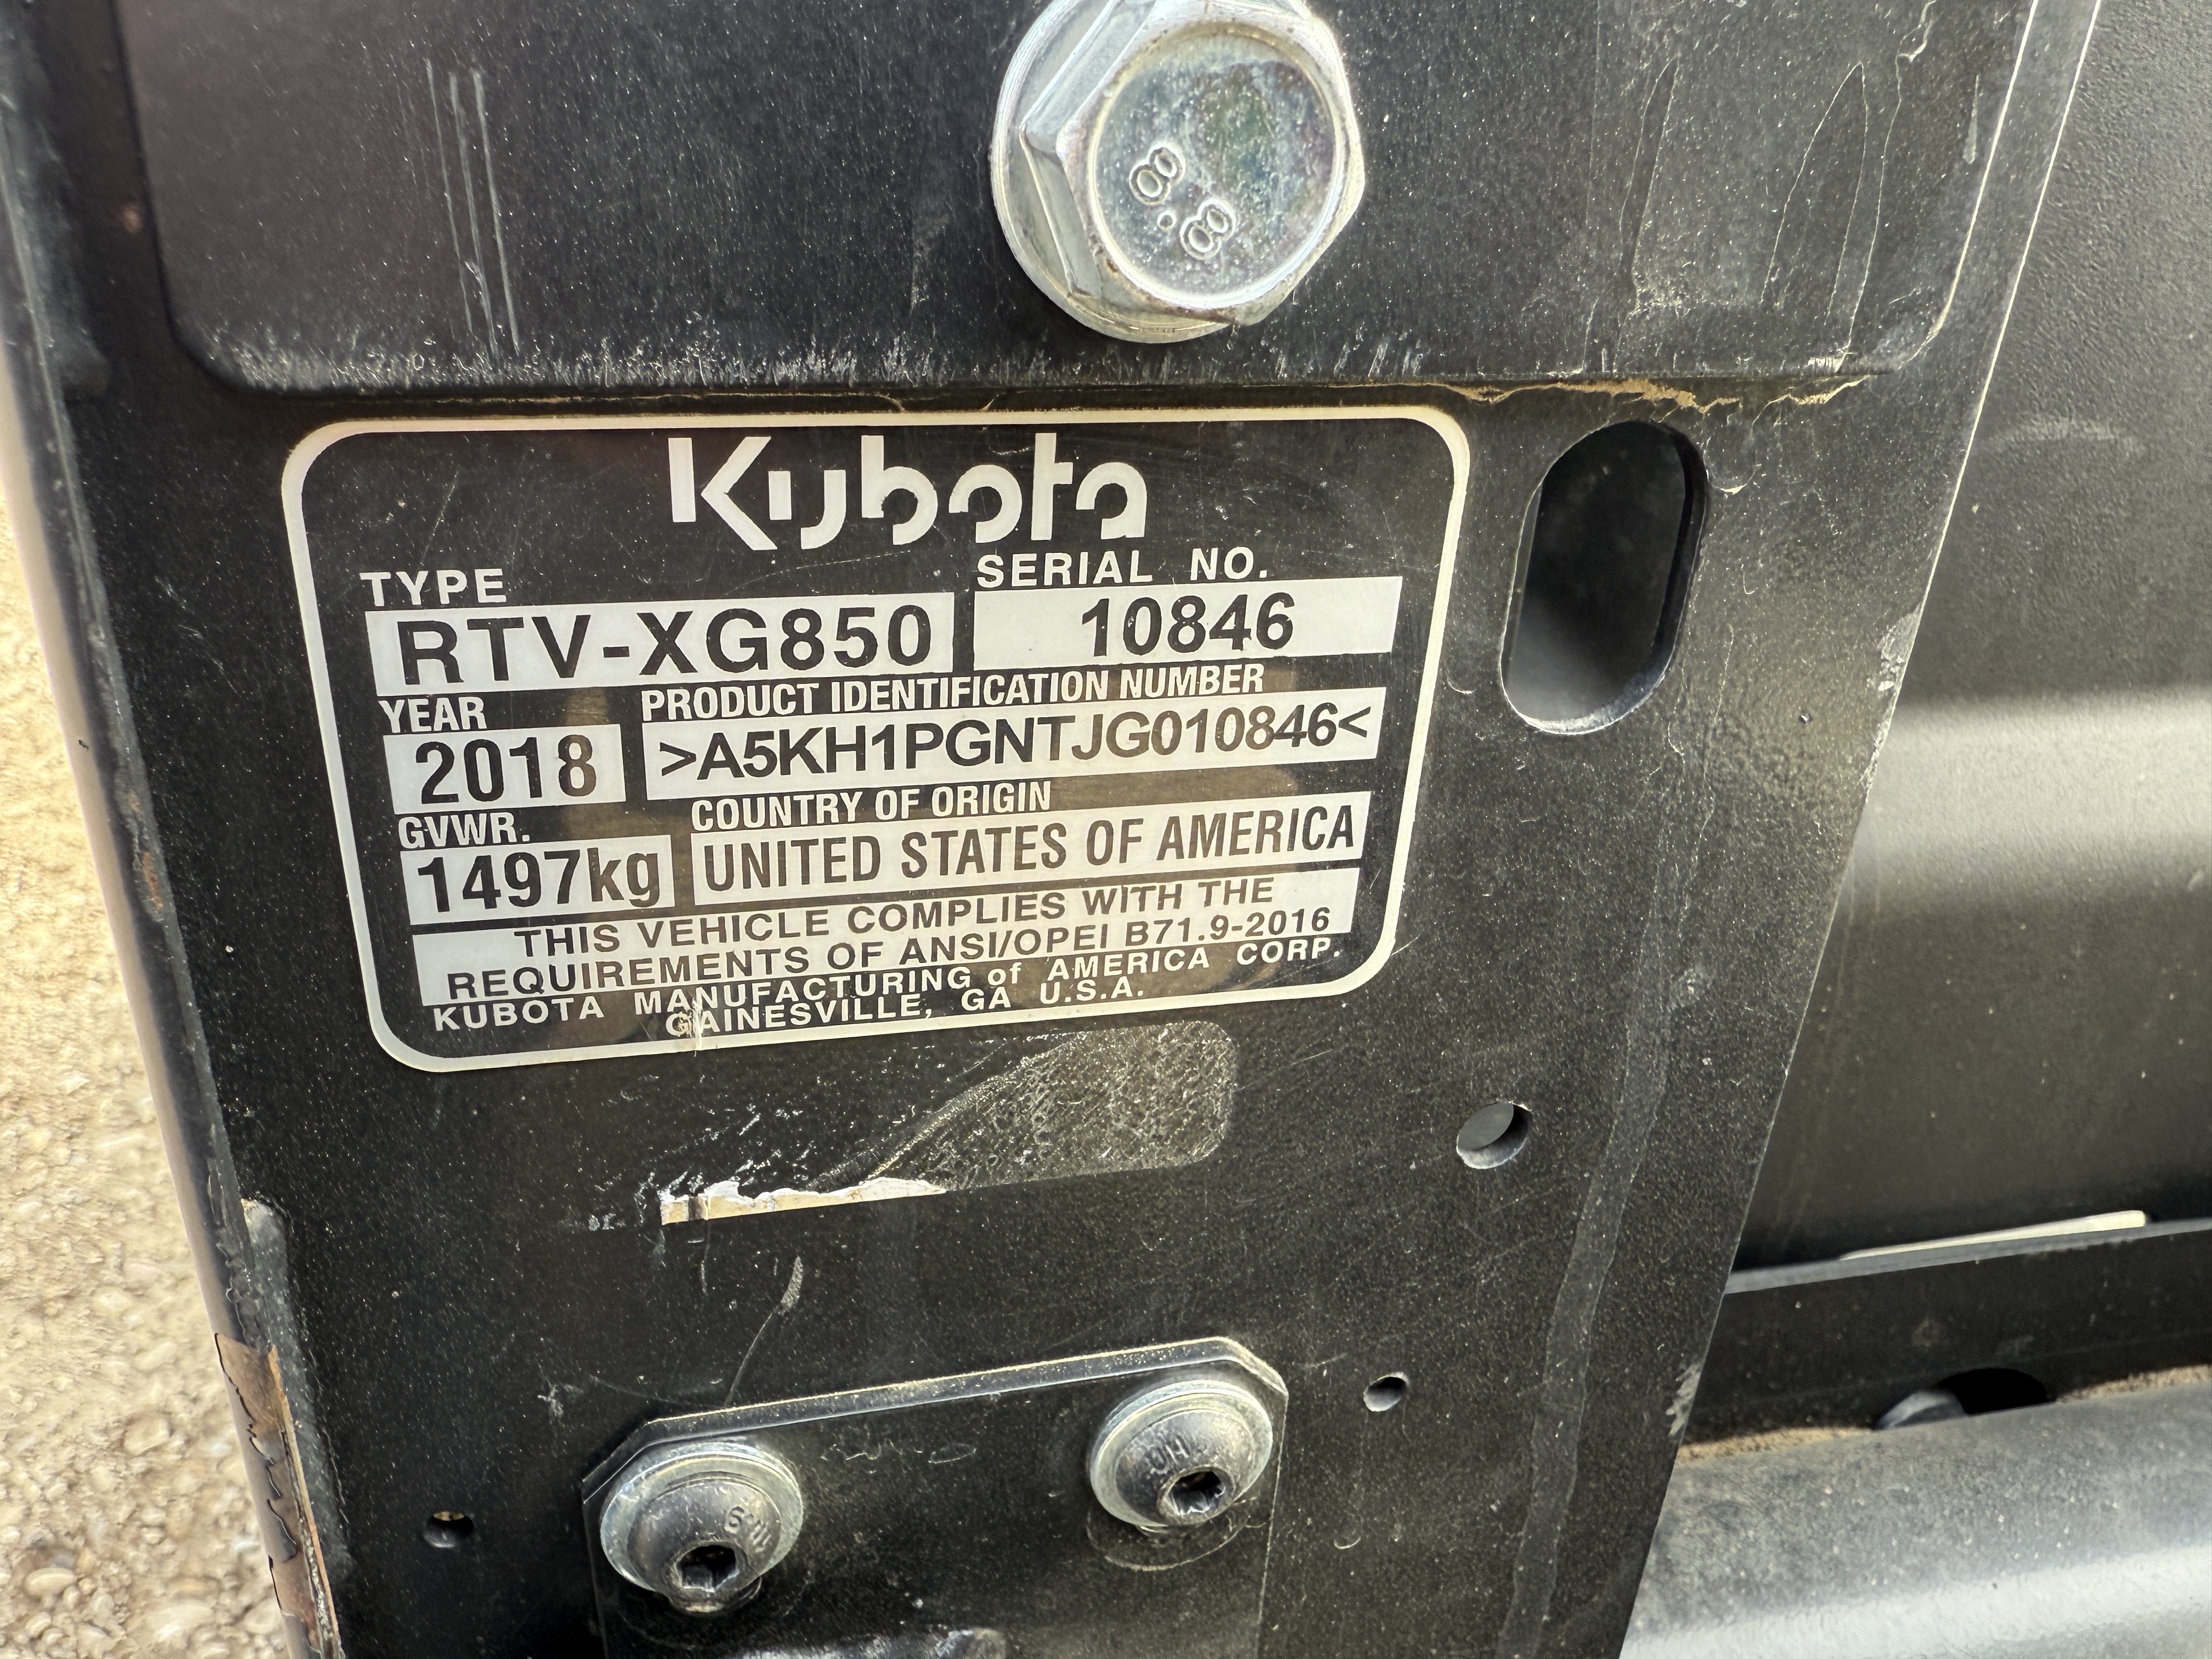 8.8
Kubota
TYPE SERIAL NO.
RTV-XG850 10846
YEAR PRODUCT IDENTIFICATION NUMBER
2018 >A5KH1PGNTJG010846<
GVWR. COUNTRY OF ORIGIN
1497kg UNITED STATES OF AMERICA
THIS VEHICLE COMPLIES WITH THE
REQUIREMENTS OF ANSI/OPEI B71.9-2016
KUBOTA MANUFACTURING of AMERICA CORP.
GAINESVILLE, GA U.S.A.